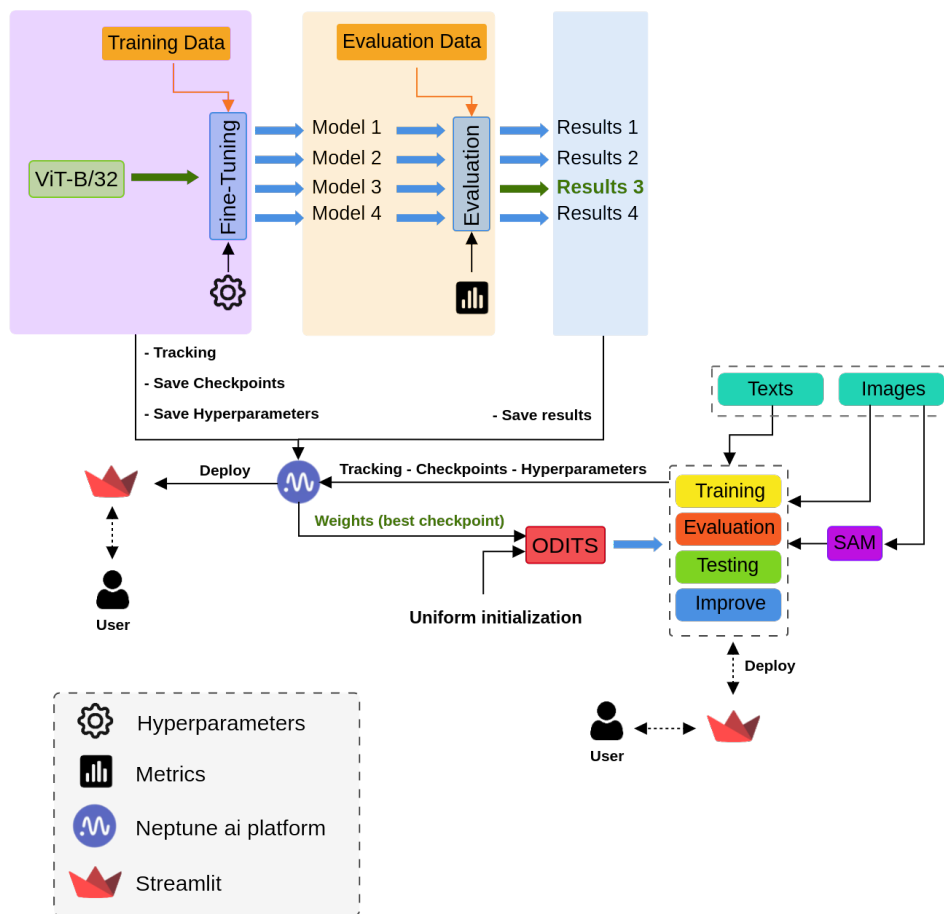 Training Data
Evaluation Data
ViT-B/32
Fine-Tuning
Model 1
Model 2
Model 3
Model 4
Evaluation
Results 1
Results 2
Results 3
Results 4
- Tracking
- Save Checkpoints
- Save Hyperparameters
- Save results
Texts
Images
Deploy
Tracking - Checkpoints - Hyperparameters
Weights (best checkpoint)
ODITS
Uniform initialization
User
Training
Evaluation
Testing
Improve
SAM
Deploy
User
Hyperparameters
Metrics
Neptune ai platform
Streamlit